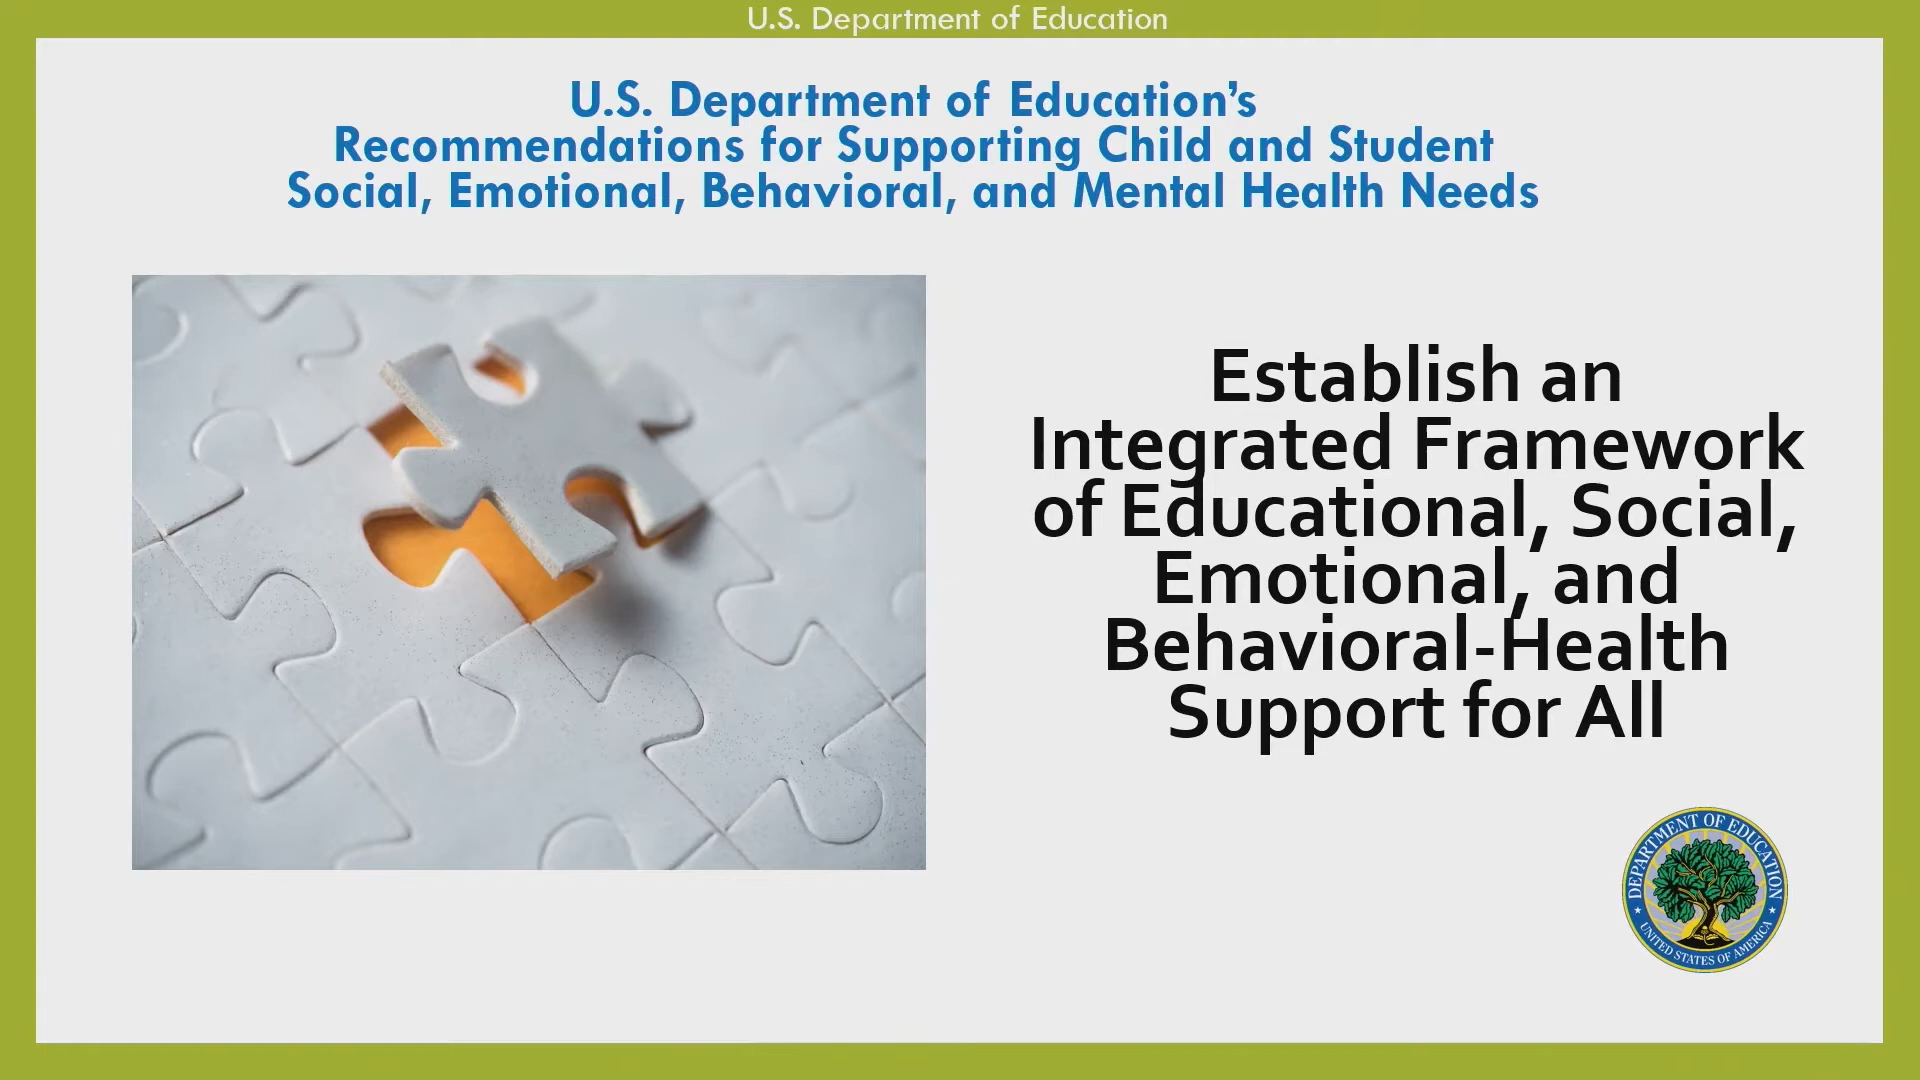 U.S. Department of Education
U.S. Department of Education’s
Recommendations for Supporting Child and Student
Social, Emotional, Behavioral, and Mental Health Needs
Establish an
Integrated Framework
of Educational, Social,
Emotional, and
Behavioral-Health
Support for All
DEPARTMENT OF EDUCATION
UNITED STATES OF AMERICA